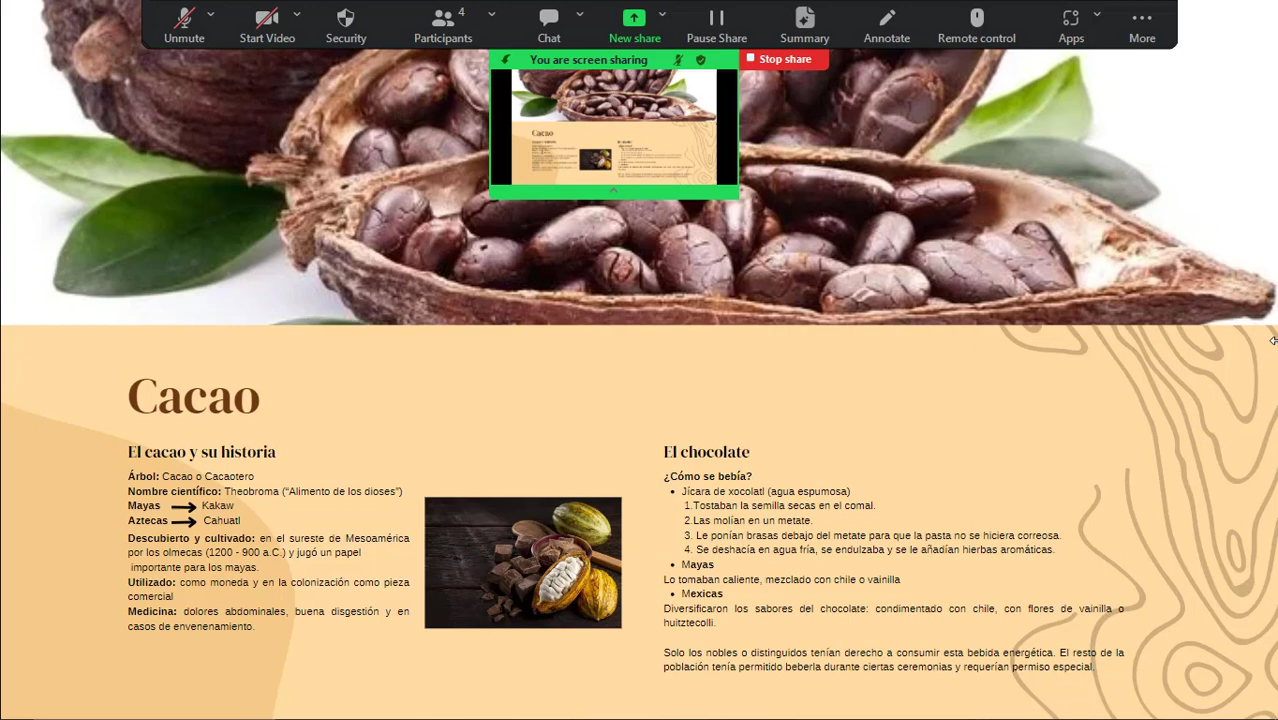 Unmute
Start Video
Security
Participants
4
Chat
New share
Pause Share
Summary
Annotate
Remote control
Apps
More
You are screen sharing
Stop share
Cacao
Cacao
El cacao y su historia
Árbol: Cacao o Cacaotero
Nombre científico: Theobroma (“Alimento de los dioses”)
Mayas Kakaw
Aztecas Cahuatl
Descubierto y cultivado: en el sureste de Mesoamérica
por los olmecas (1200 - 900 a.C.) y jugó un papel
importante para los mayas.
Utilizado: como moneda y en la colonización como pieza
comercial
Medicina: dolores abdominales, buena disgestión y en
casos de envenenamiento.
El chocolate
¿Cómo se bebía?
• Jícara de xocolatl (agua espumosa)
1.Tostaban la semilla secas en el comal.
2.Las molían en un metate.
3. Le ponían brasas debajo del metate para que la pasta no se hiciera correosa.
4. Se deshacía en agua fría, se endulzaba y se le añadían hierbas aromáticas.
• Mayas
Lo tomaban caliente, mezclado con chile o vainilla
• Mexicas
Diversificaron los sabores del chocolate: condimentado con chile, con flores de vainilla o
huitztecolli.
Solo los nobles o distinguidos tenían derecho a consumir esta bebida energética. El resto de la
población tenía permitido beberla durante ciertas ceremonias y requerían permiso especial.